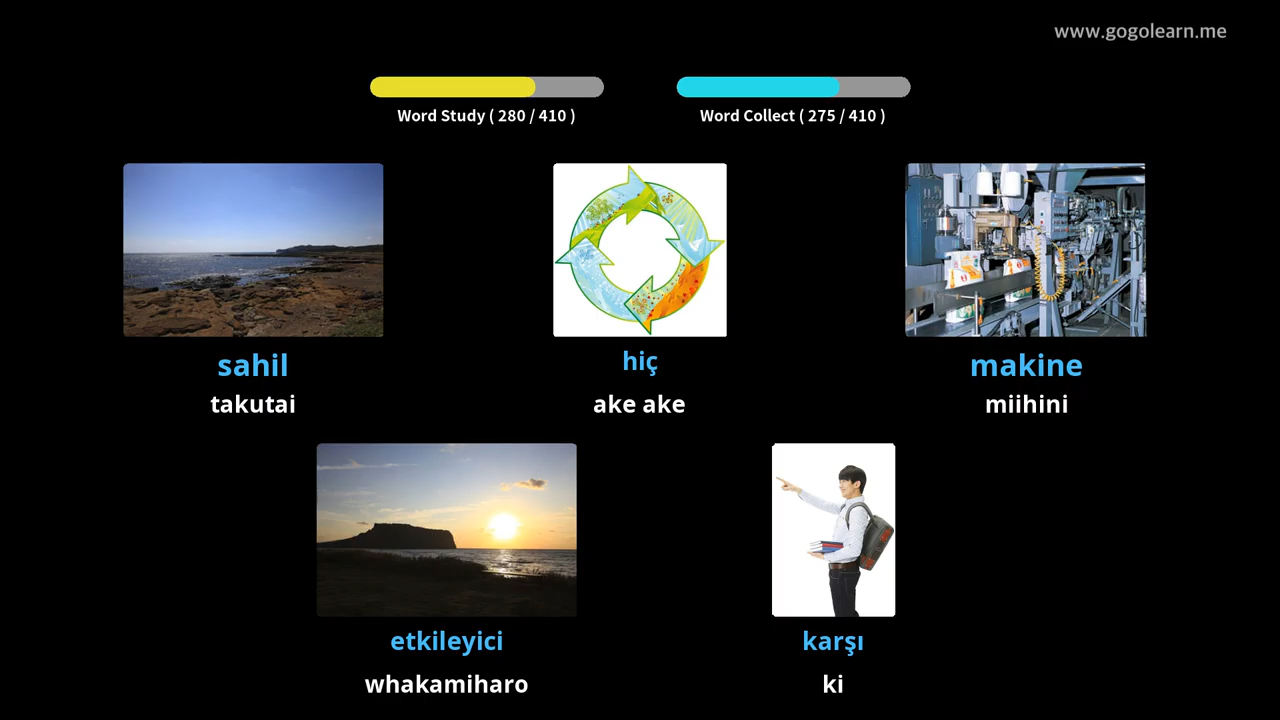 www.gogolearn.me
Word Study ( 280 / 410 )
Word Collect ( 275 / 410 )
sahil
takutai
hiç
ake ake
makine
miihini
etkileyici
whakamiharo
karşı
ki